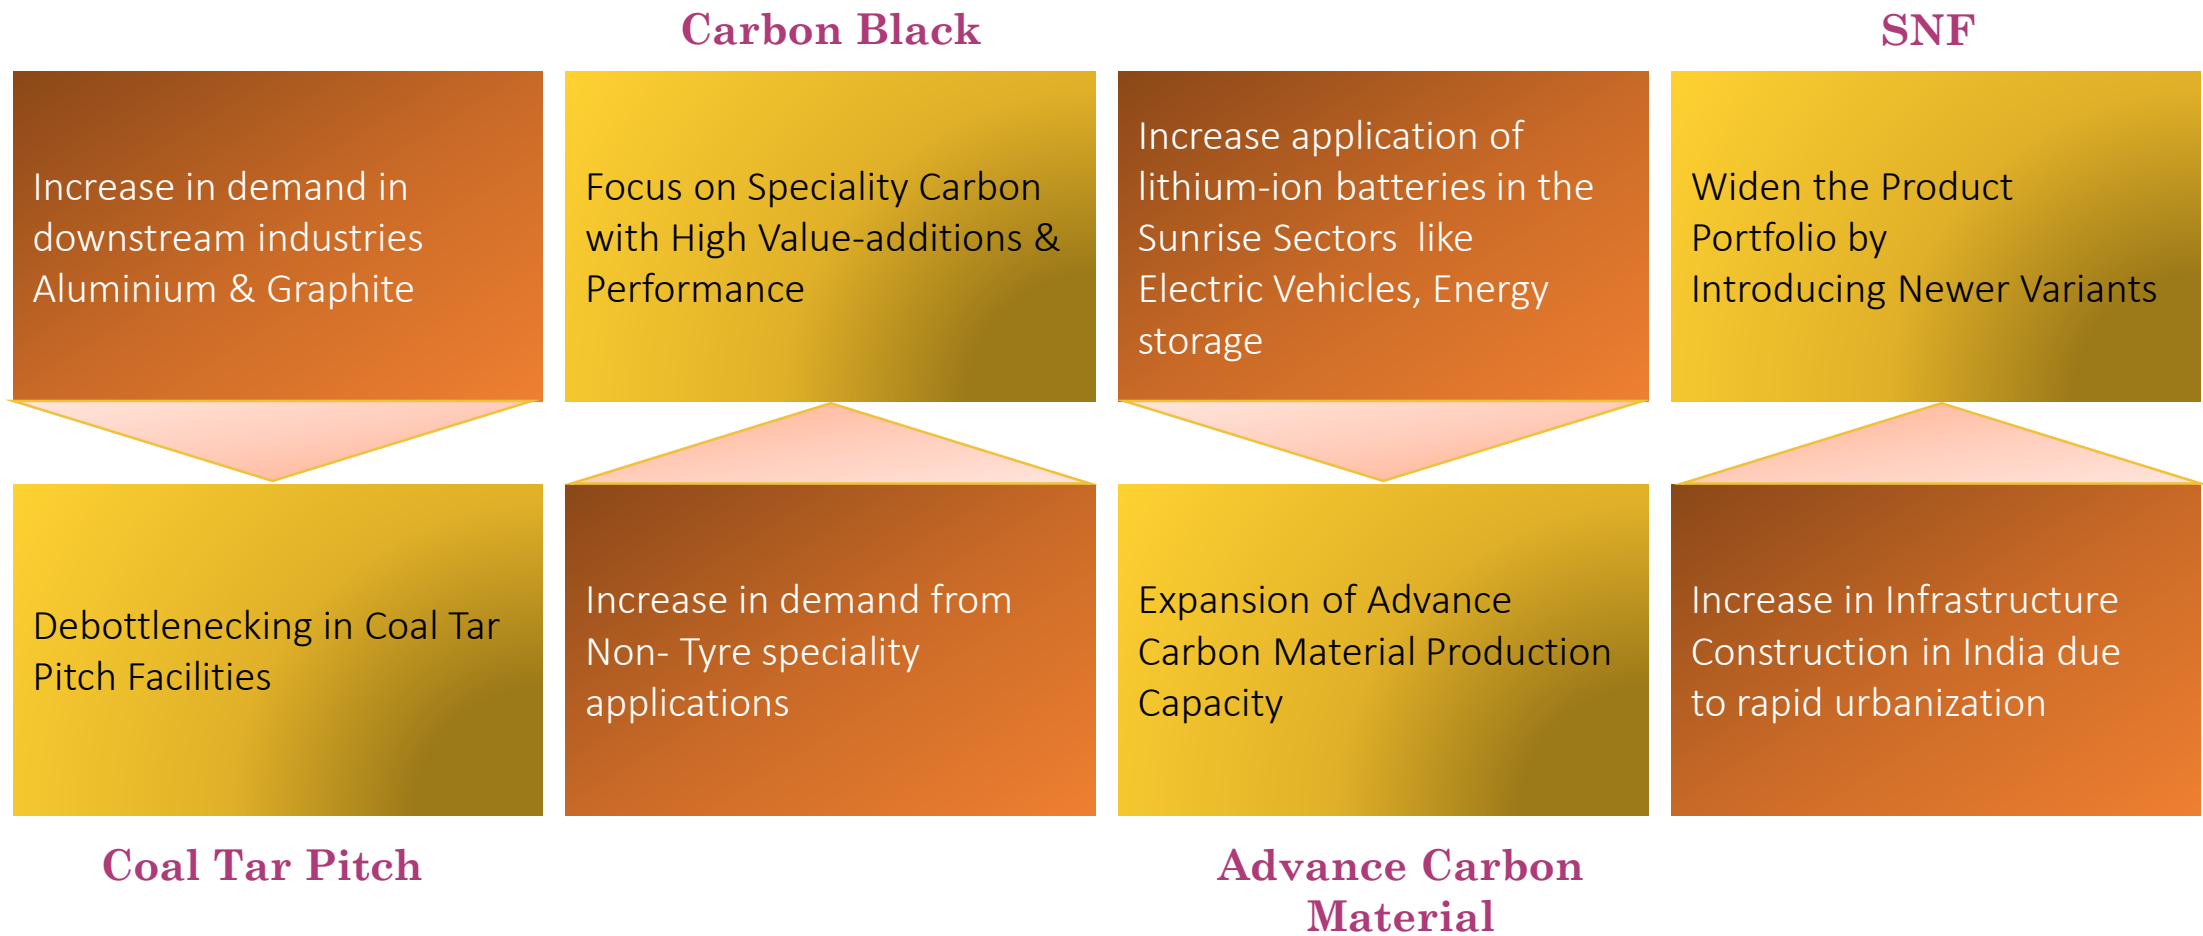 Carbon Black
SNF
Increase in demand in
downstream industries
Aluminium & Graphite
Focus on Speciality Carbon
with High Value-additions &
Performance
Increase application of
lithium-ion batteries in the
Sunrise Sectors  like
Electric Vehicles, Energy
storage
Widen the Product
Portfolio by
Introducing Newer Variants
Debottlenecking in Coal Tar
Pitch Facilities
Increase in demand from
Non- Tyre speciality
applications
Expansion of Advance
Carbon Material Production
Capacity
Increase in Infrastructure
Construction in India due
to rapid urbanization
Coal Tar Pitch
Advance Carbon
Material